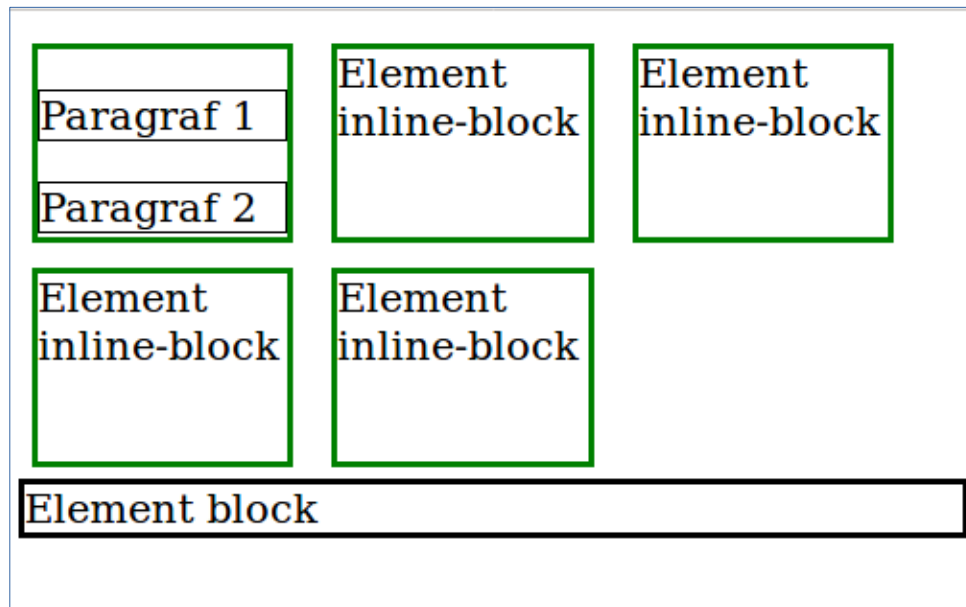 Paragraf 1
Paragraf 2
Element
inline-block
Element
inline-block
Element
inline-block
Element
inline-block
Element block